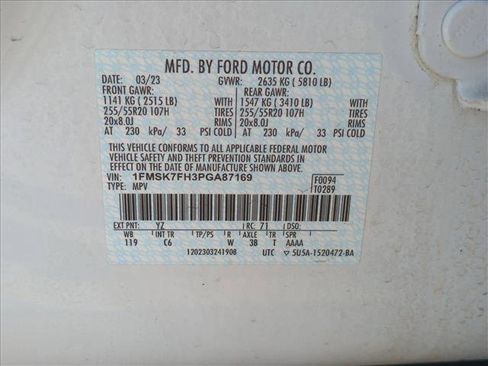 MFD. BY FORD MOTOR CO.
DATE: 03/23 GVWR: 2635 KG ( 5810 LB)
FRONT GAWR: REAR GAWR:
1141 KG ( 2515 LB) WITH 1547 KG ( 3410 LB) WITH
255/55R20 107H TIRES 255/55R20 107H TIRES
20x8.0J RIMS 20x8.0J RIMS
AT 230 kPa/ 33 PSI COLD AT 230 kPa/ 33 PSI COLD
THIS VEHICLE CONFORMS TO ALL APPLICABLE FEDERAL MOTOR
VEHICLE SAFETY AND THEFT PREVENTION STANDARDS IN
EFFECT ON THE DATE OF MANUFACTURE SHOWN ABOVE.
VIN: 1FMSK7FH3PGA87169 F0094
TYPE: MPV T0289
EXT PNT: YZ RC: 71 DSO:
WB INT TR TP/PS R AXLE TR SPR
119 C6 W 3B T AAAA
1202303241908 UTC ▽ 5U5A-1520472-BA